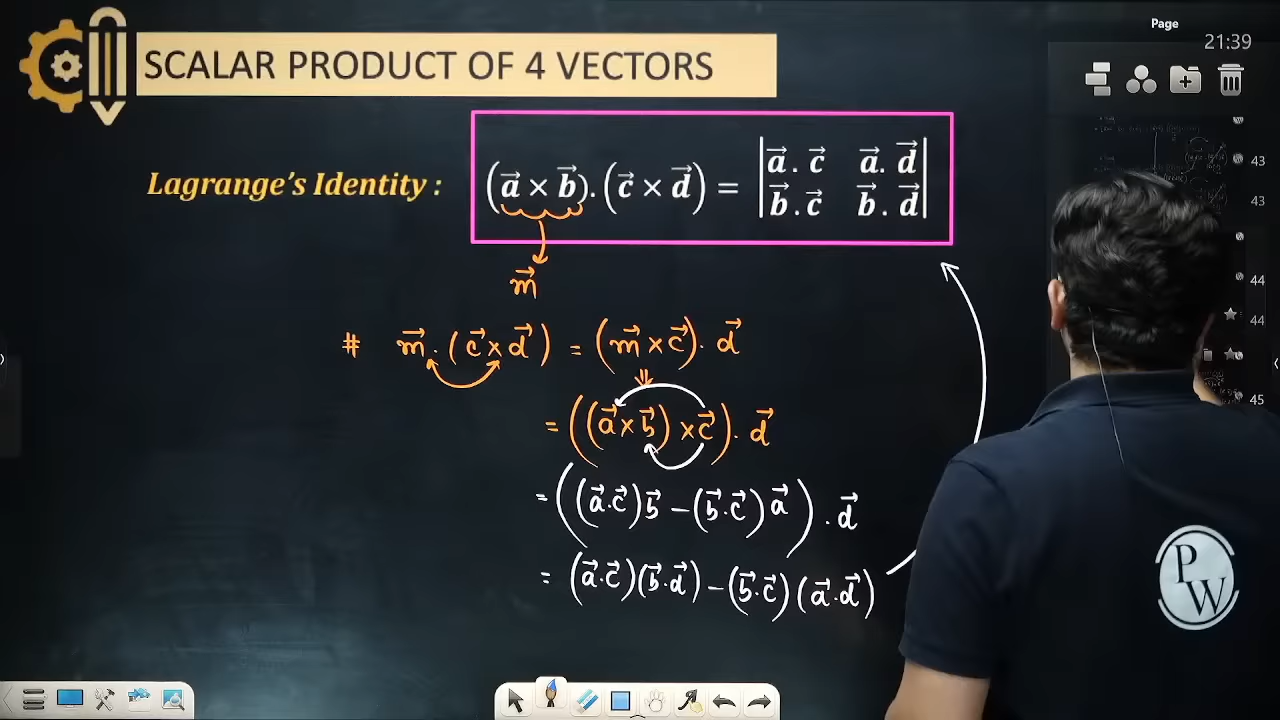 Page
21:39
SCALAR PRODUCT OF 4 VECTORS
43
Lagrange's Identity : (a⃗ × b⃗).(c⃗ × d⃗) = |a⃗. c⃗ a⃗. d⃗|
|b⃗. c⃗ b⃗. d⃗|
43
m⃗
44
# m⃗.(c⃗×d⃗) = (m⃗×c⃗). d⃗
44
= ((a⃗×b⃗)×c⃗). d⃗
45
= ((a⃗.c⃗)b⃗ – (b⃗.c⃗)a⃗). d⃗
= (a⃗.c⃗)(b⃗.d⃗) – (b⃗.c⃗)(a⃗.d⃗)
PW